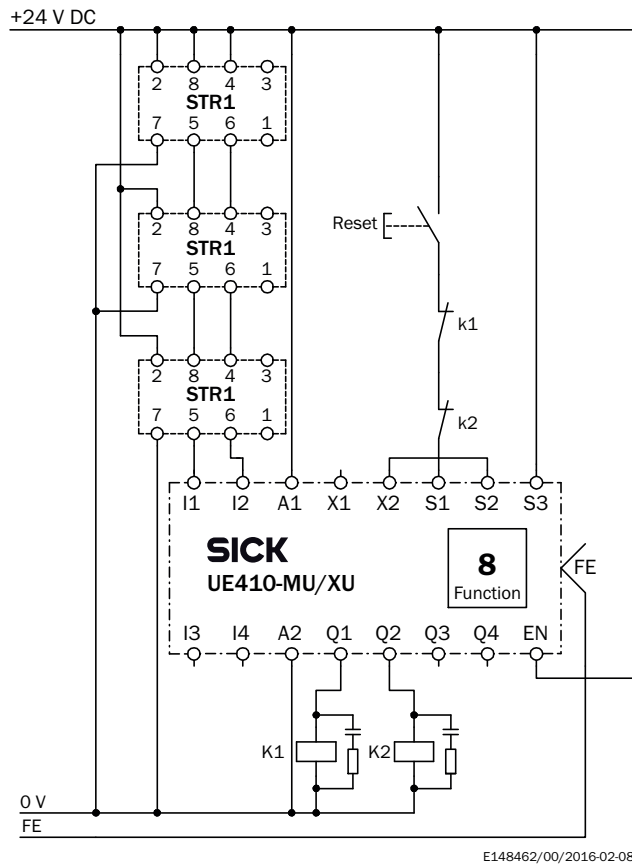 +24 V DC
2 8 4 3
STR1
7 5 6 1
2 8 4 3
STR1
7 5 6 1
Reset
k1
2 8 4 3
STR1
7 5 6 1
k2
I1 I2 A1 X1 X2 S1 S2 S3
SICK
UE410-MU/XU
8
Function
FE
I3 I4 A2 Q1 Q2 Q3 Q4 EN
K1 K2
0 V
FE
E148462/00/2016-02-08